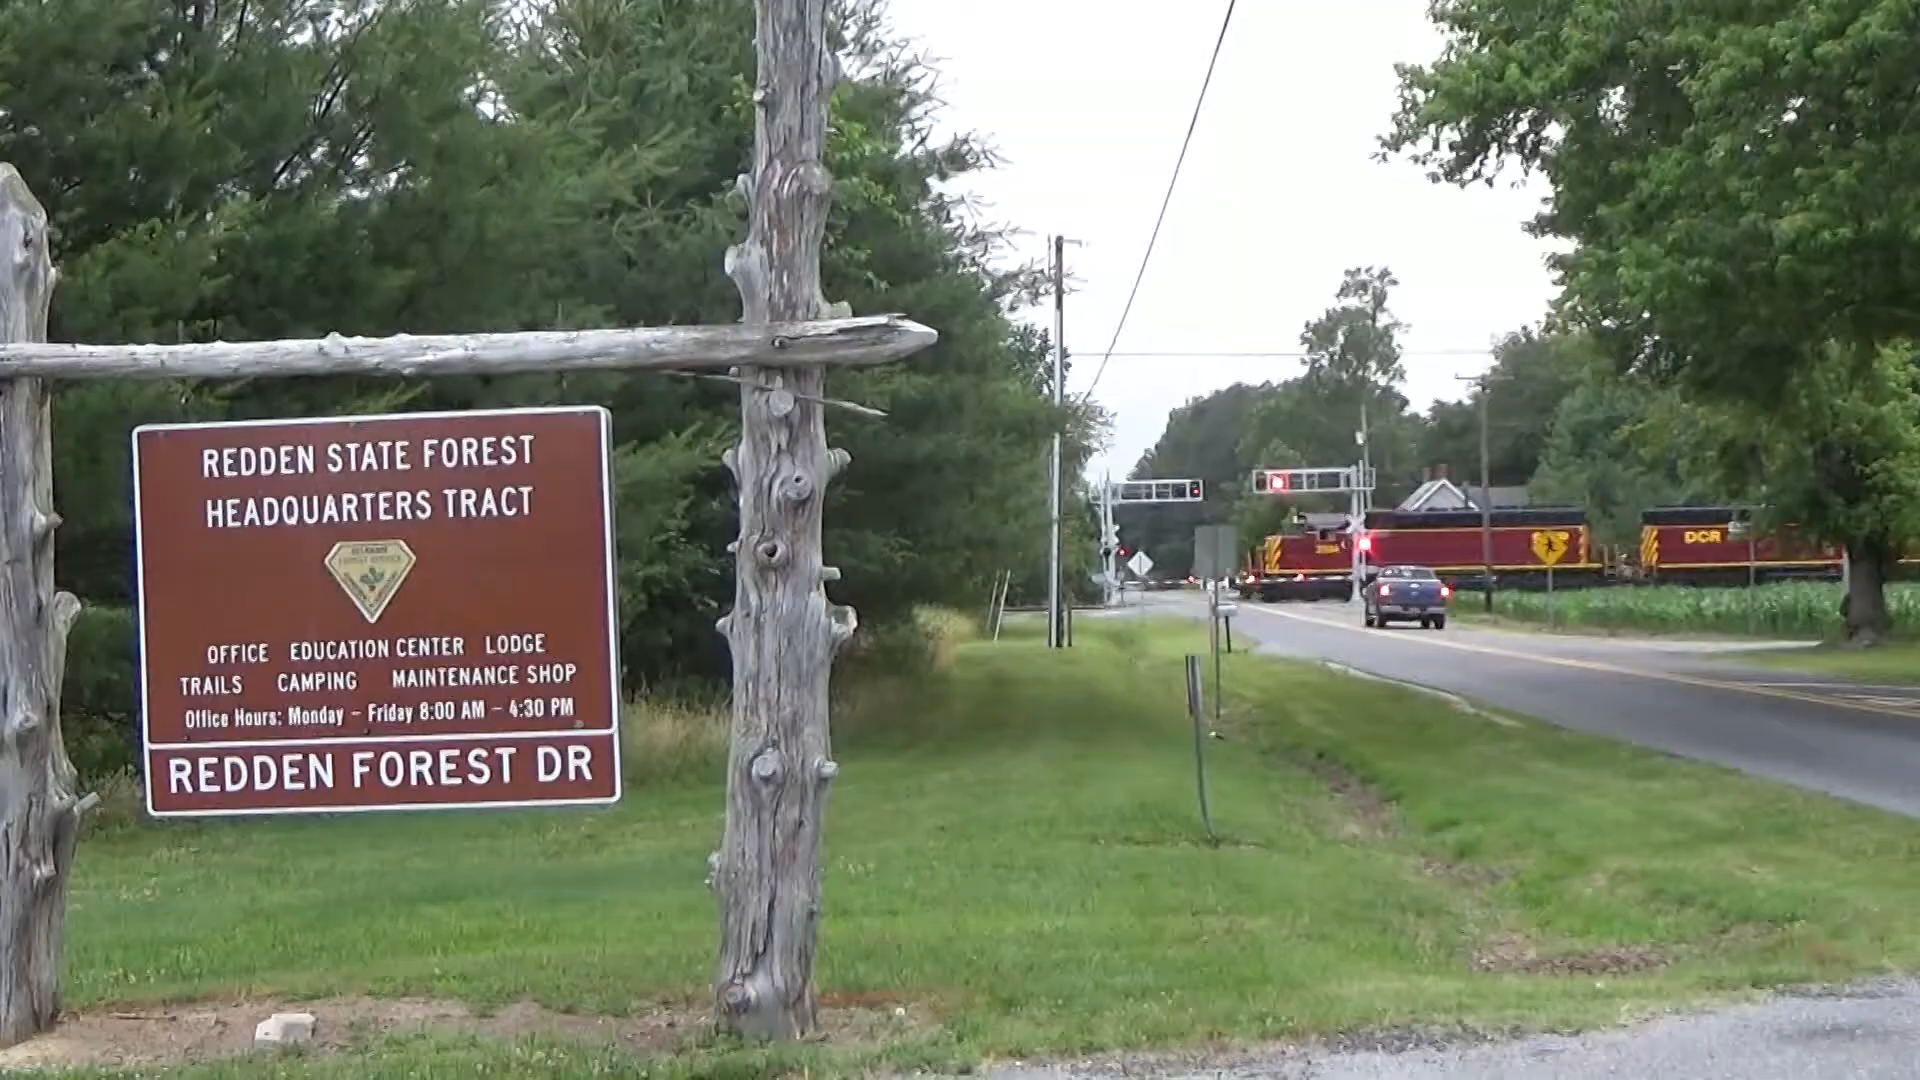 REDDEN STATE FOREST
HEADQUARTERS TRACT
OFFICE EDUCATION CENTER LODGE
TRAILS CAMPING MAINTENANCE SHOP
Office Hours: Monday - Friday 8:00 AM - 4:30 PM
REDDEN FOREST DR
DCR